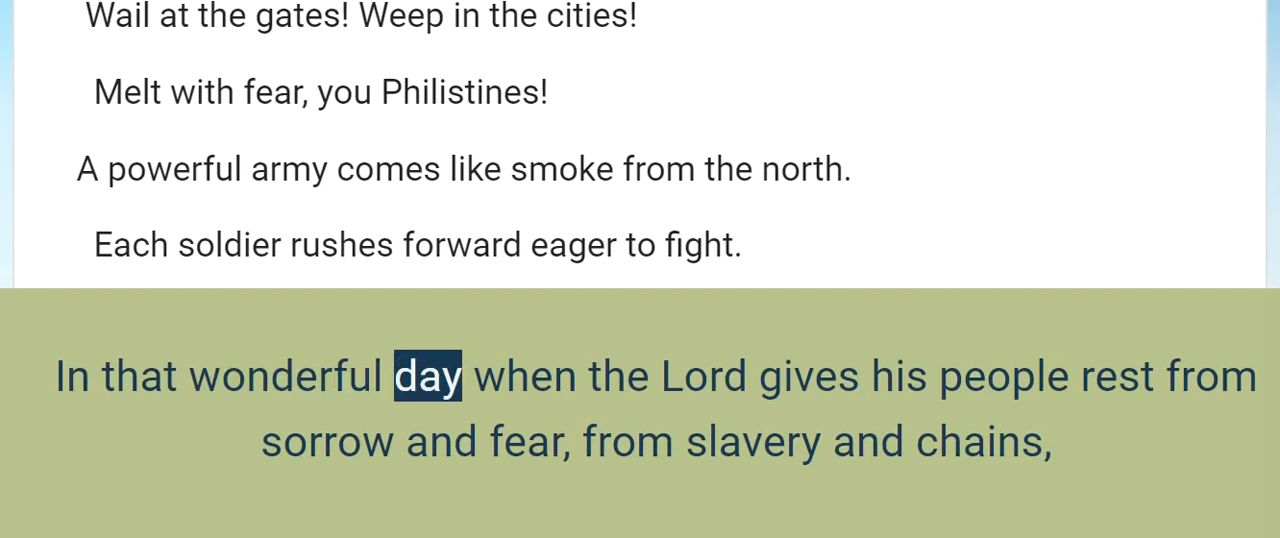 Wail at the gates! Weep in the cities!
Melt with fear, you Philistines!
A powerful army comes like smoke from the north.
Each soldier rushes forward eager to fight.
In that wonderful day when the Lord gives his people rest from
sorrow and fear, from slavery and chains,